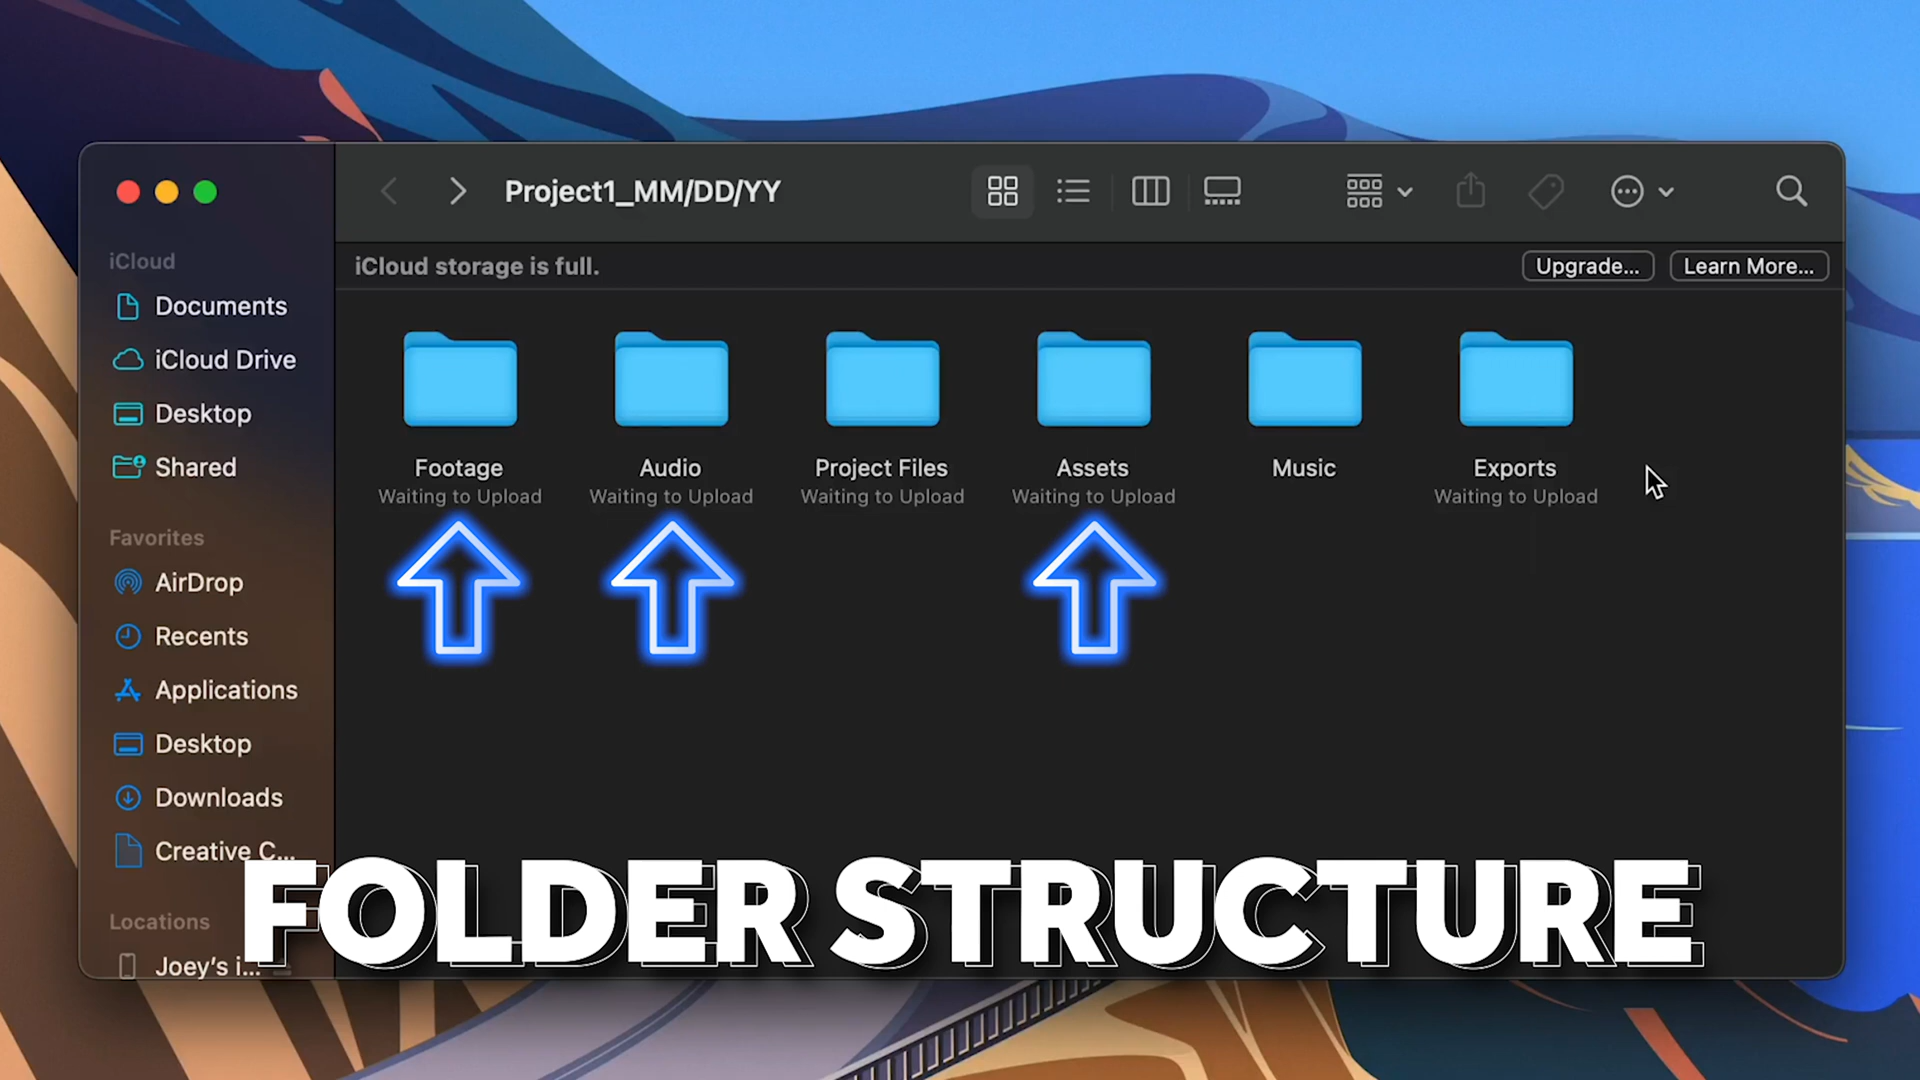 Project1_MM/DD/YY
iCloud storage is full.
Upgrade...
Learn More...
iCloud
Documents
iCloud Drive
Desktop
Shared
Favorites
AirDrop
Recents
Applications
Desktop
Downloads
Creative C...
Locations
Joey's i...
Footage
Waiting to Upload
Audio
Waiting to Upload
Project Files
Waiting to Upload
Assets
Waiting to Upload
Music
Exports
Waiting to Upload
FOLDER STRUCTURE